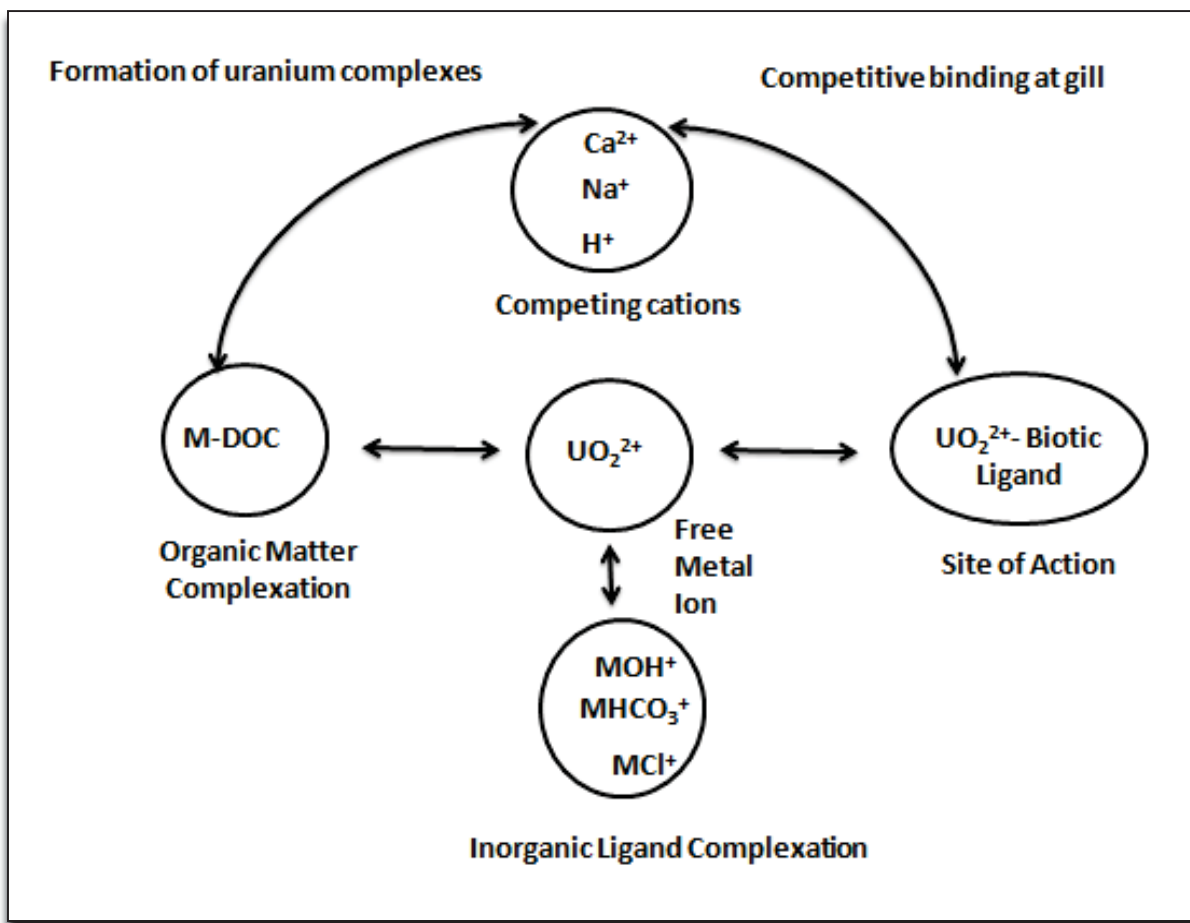 Formation of uranium complexes
Competitive binding at gill
Ca²⁺
Na⁺
H⁺
Competing cations
M-DOC
UO₂²⁺
UO₂²⁺- Biotic
Ligand
Organic Matter
Complexation
Free
Metal
Ion
Site of Action
MOH⁺
MHCO₃⁺
MCl⁺
Inorganic Ligand Complexation